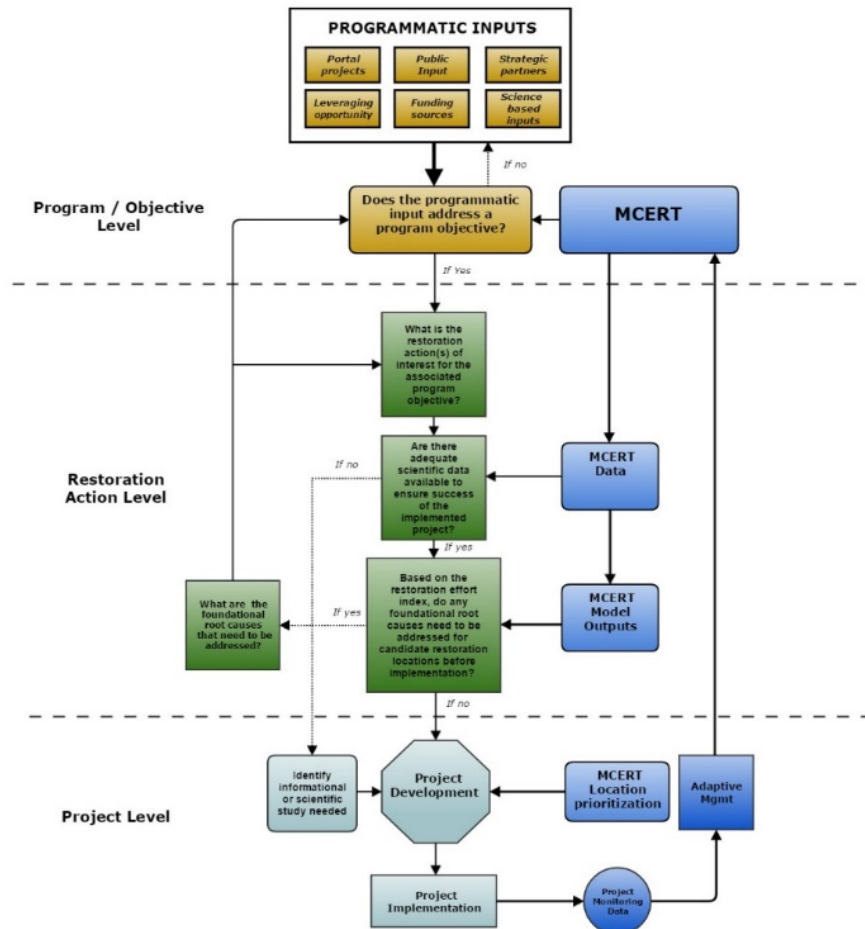 PROGRAMMATIC INPUTS
Portal
projects
Public
Input
Strategic
partners
Leveraging
opportunity
Funding
sources
Science
based
inputs
If no
Program / Objective
Level
Does the programmatic
input address a
program objective?
MCERT
If Yes
What is the
restoration
action(s) of
interest for the
associated
program
objective?
Restoration
Action Level
If no
Are there
adequate
scientific data
available to
ensure success
of the
implemented
project?
MCERT
Data
If yes
What are the
foundational
root causes
that need to be
addressed?
If yes
Based on the
restoration effort
index, do any
foundational root
causes need to be
addressed for
candidate restoration
locations before
implementation?
MCERT
Model
Outputs
If no
Project Level
Identify
informational
or scientific
study needed
Project
Development
MCERT
Location
prioritization
Adaptive
Mgmt
Project
Implementation
Project
Monitoring
Data